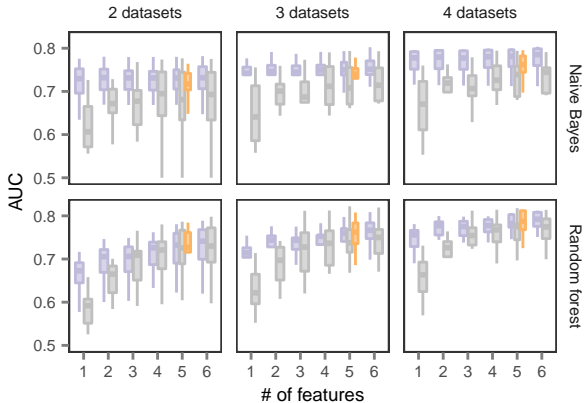 2 datasets 3 datasets 4 datasets
0.8
0.7
0.6
0.5
Naive Bayes
AUC
0.8
0.7
0.6
0.5
Random forest
1 2 3 4 5 6 1 2 3 4 5 6 1 2 3 4 5 6
# of features